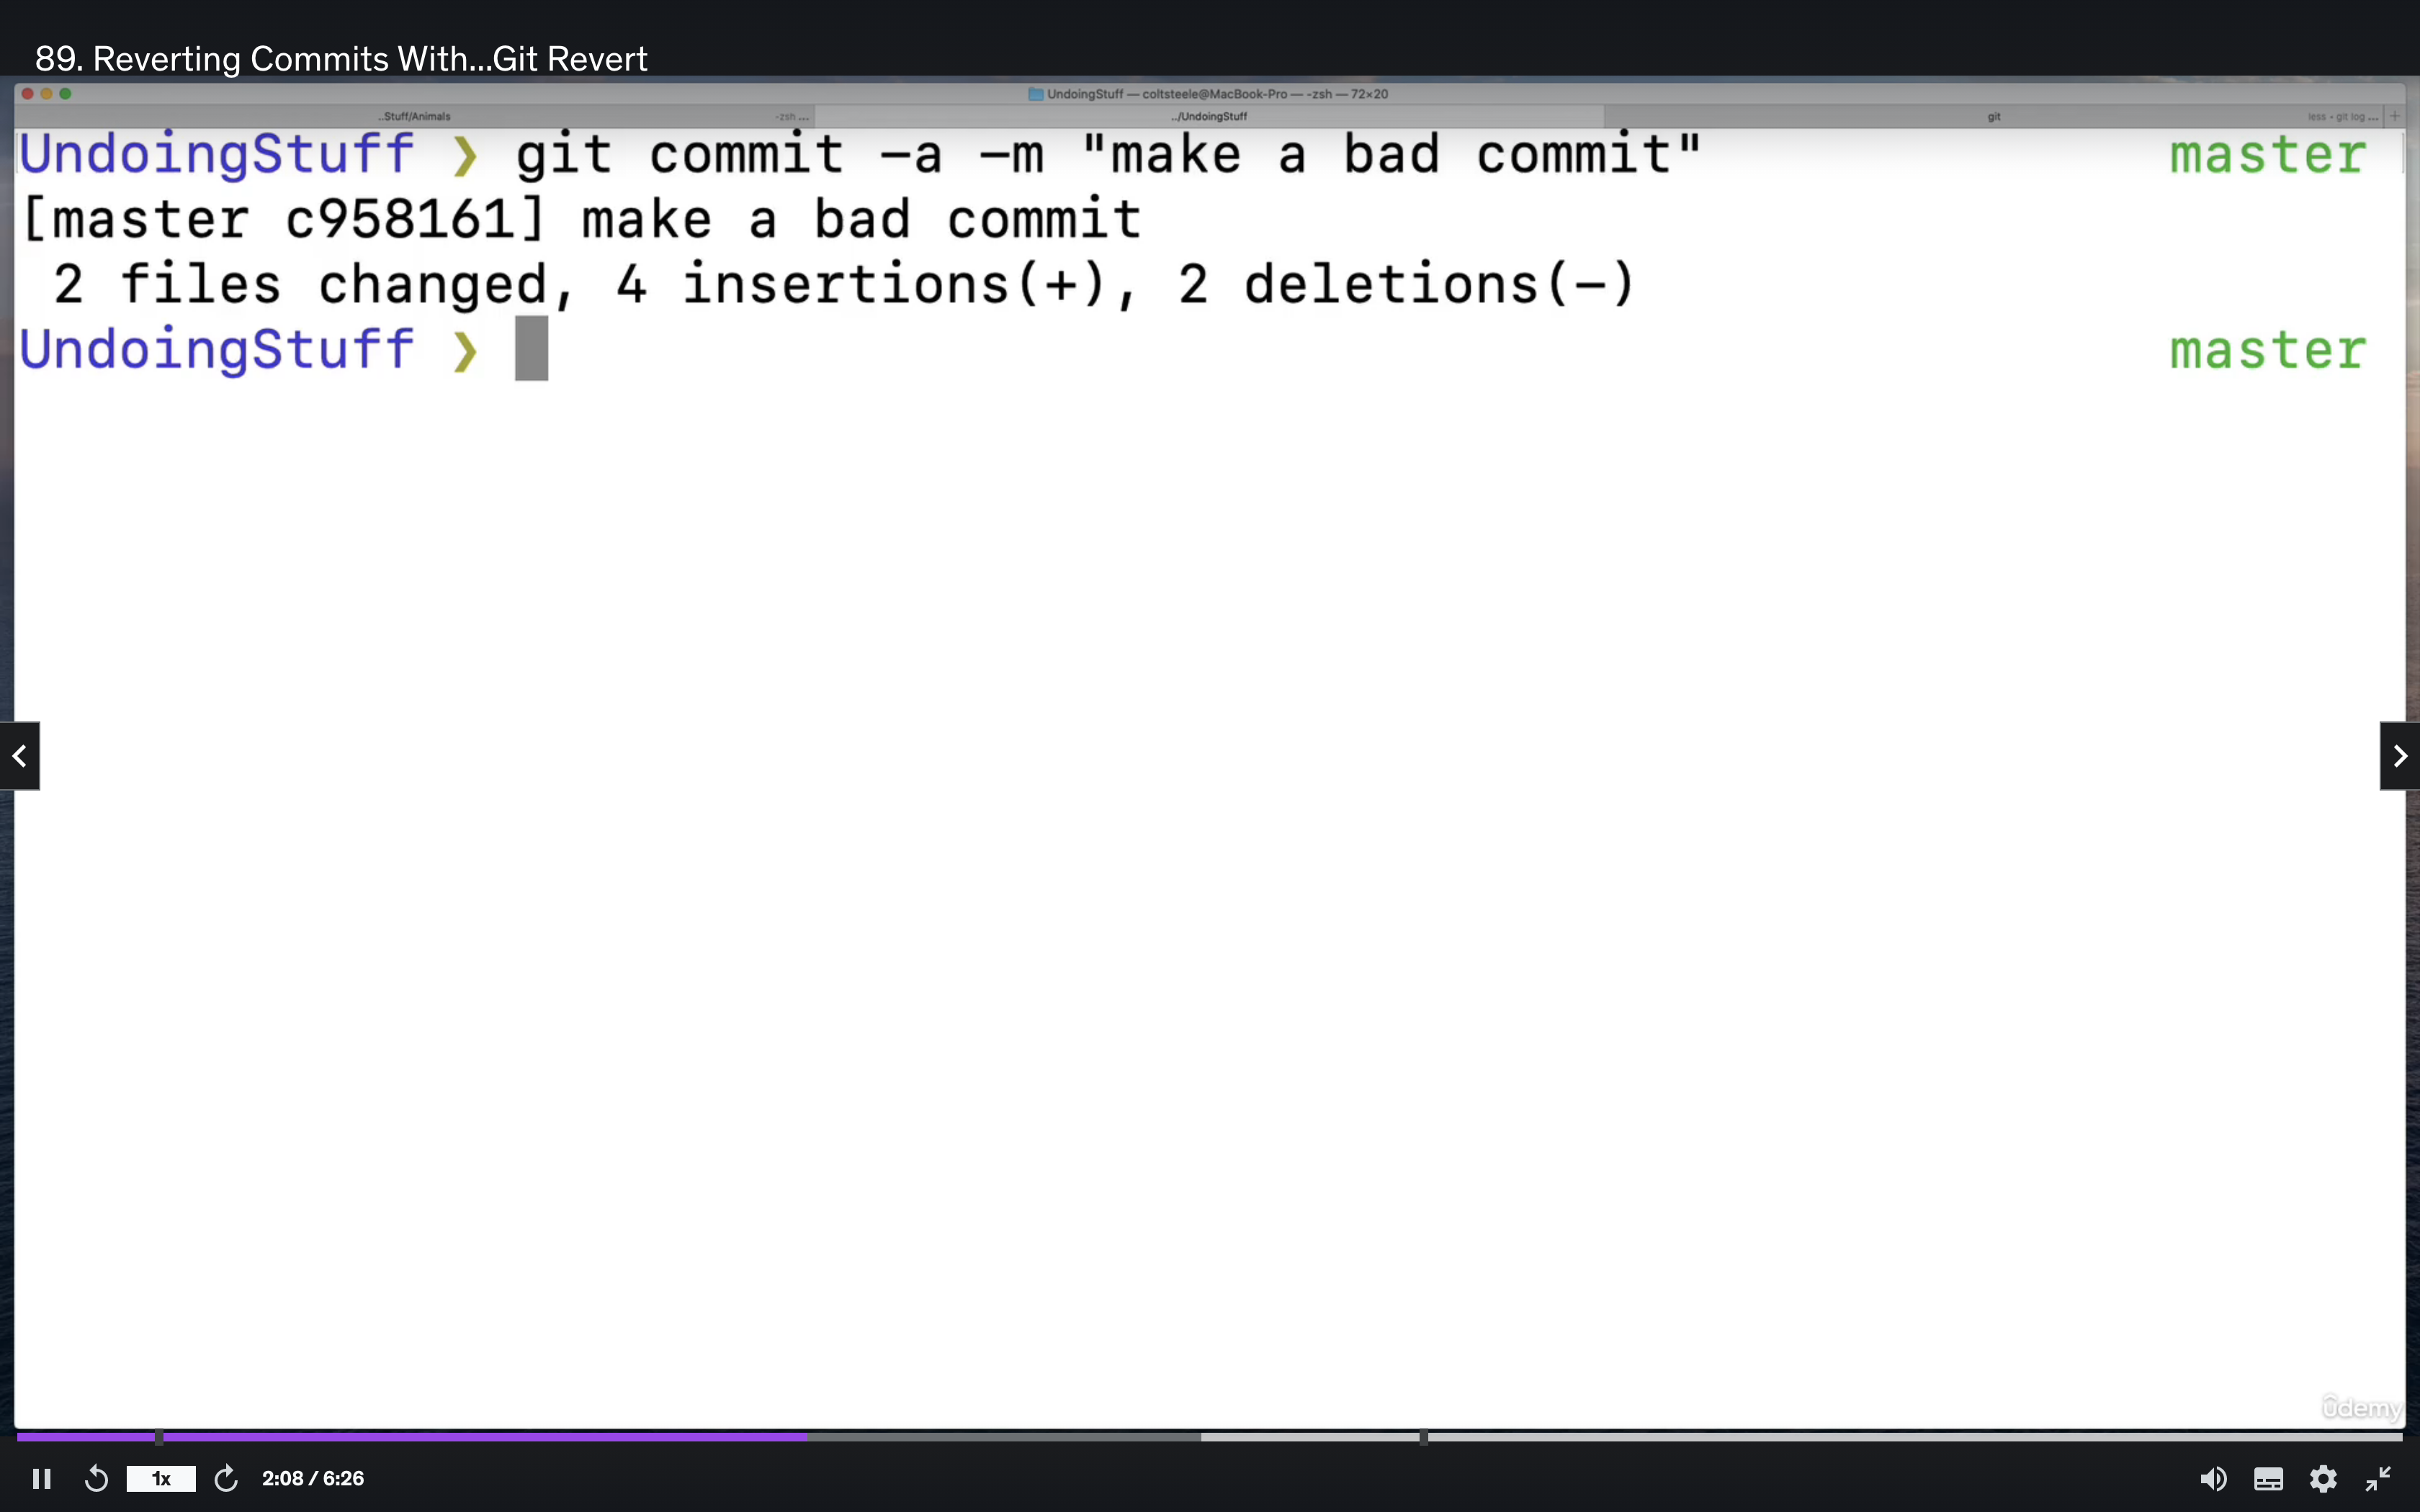 89. Reverting Commits With...Git Revert
UndoingStuff — coltsteele@MacBook-Pro — -zsh — 72×20
..Stuff/Animals -zsh ... ../UndoingStuff git less • git log ... +
UndoingStuff ❯ git commit -a -m "make a bad commit" master
[master c958161] make a bad commit
2 files changed, 4 insertions(+), 2 deletions(-)
UndoingStuff ❯ master
ûdemy
1x 2:08 / 6:26